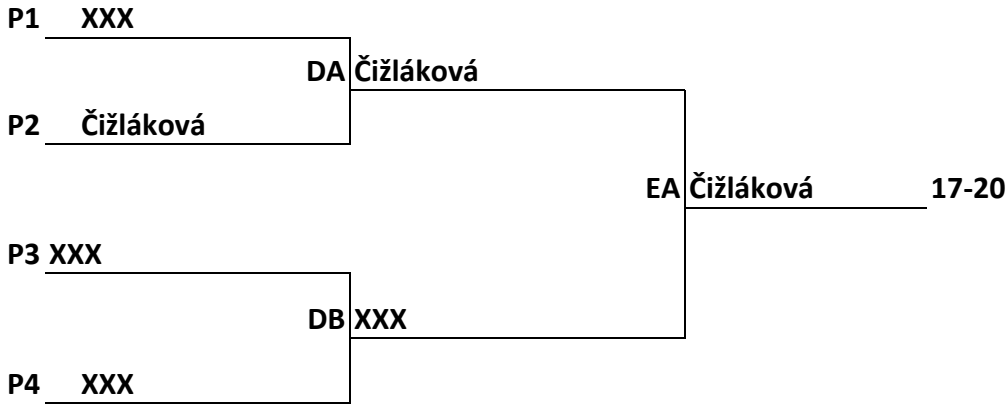 P1 XXX
DA Čižláková
P2 Čižláková
EA Čižláková 17-20
P3 XXX
DB XXX
P4 XXX